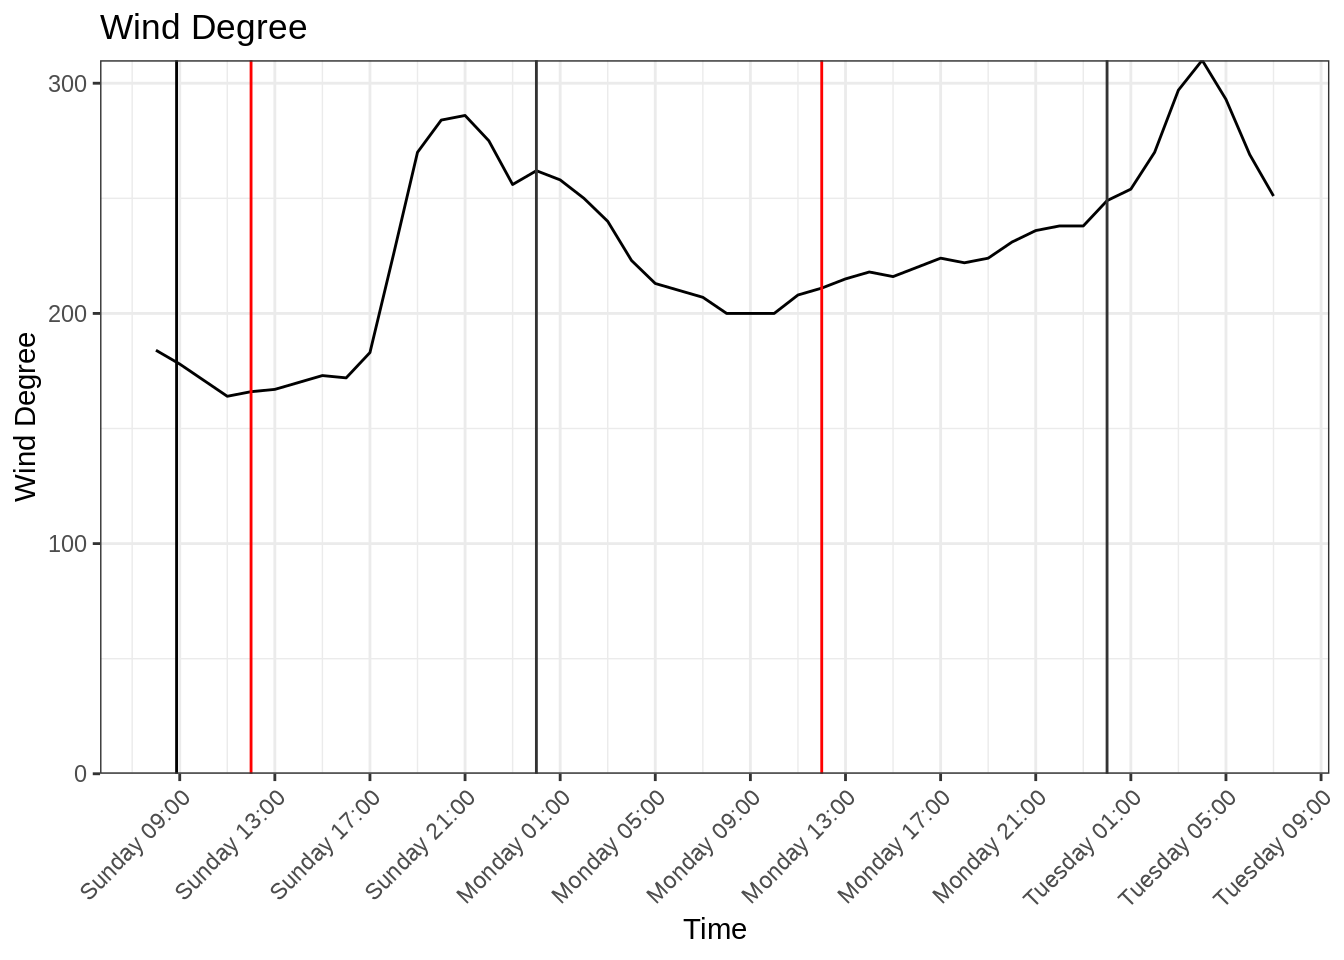 Wind Degree
Wind Degree
300
200
100
0
Sunday 09:00
Sunday 13:00
Sunday 17:00
Sunday 21:00
Monday 01:00
Monday 05:00
Monday 09:00
Monday 13:00
Monday 17:00
Monday 21:00
Tuesday 01:00
Tuesday 05:00
Tuesday 09:00
Time